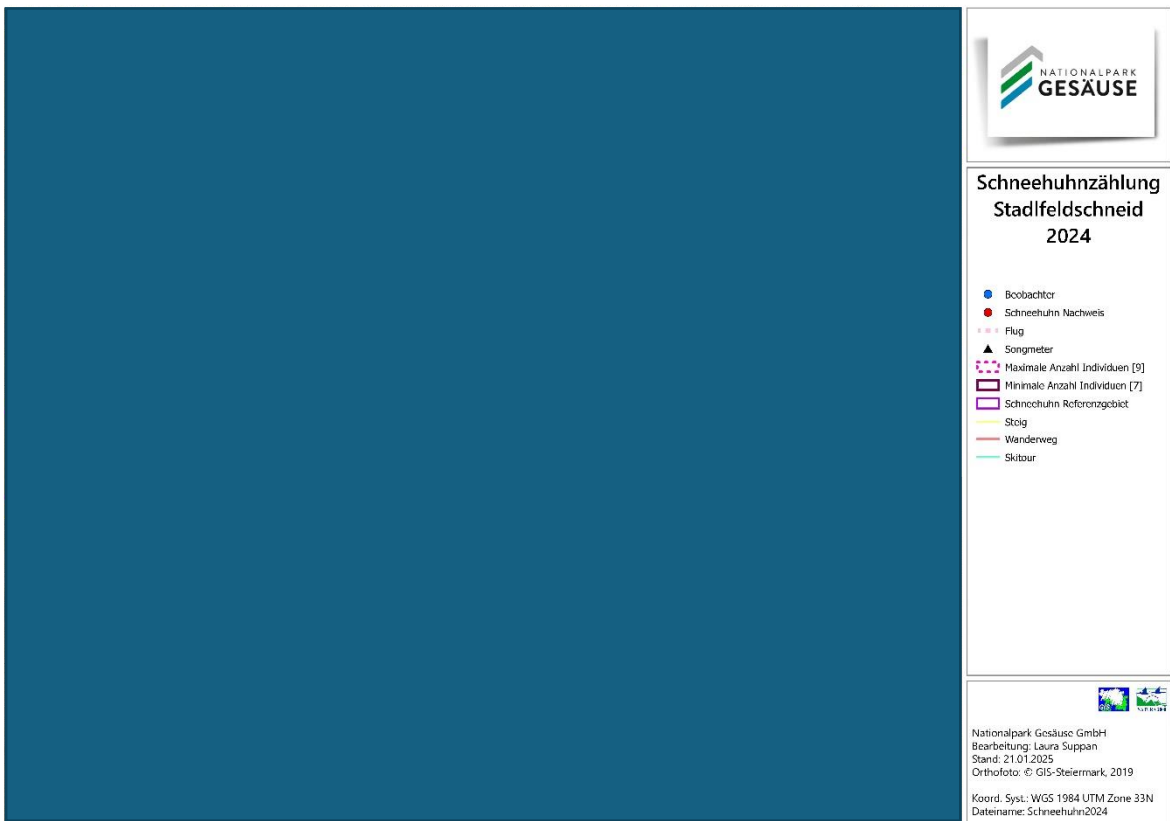 NATIONALPARK
GESÄUSE
Schneehuhnzählung
Stadlfeldschneid
2024
Beobachter
Schneehuhn Nachweis
Flug
Songmeter
Maximale Anzahl Individuen [9]
Minimale Anzahl Individuen [7]
Schneehuhn Referenzgebiet
Steig
Wanderweg
Skitour
Nationalpark Gesäuse GmbH
Bearbeitung: Laura Suppan
Stand: 21.01.2025
Orthofoto: © GIS-Steiermark, 2019
Koord. Syst.: WGS 1984 UTM Zone 33N
Dateiname: Schneehuhn2024